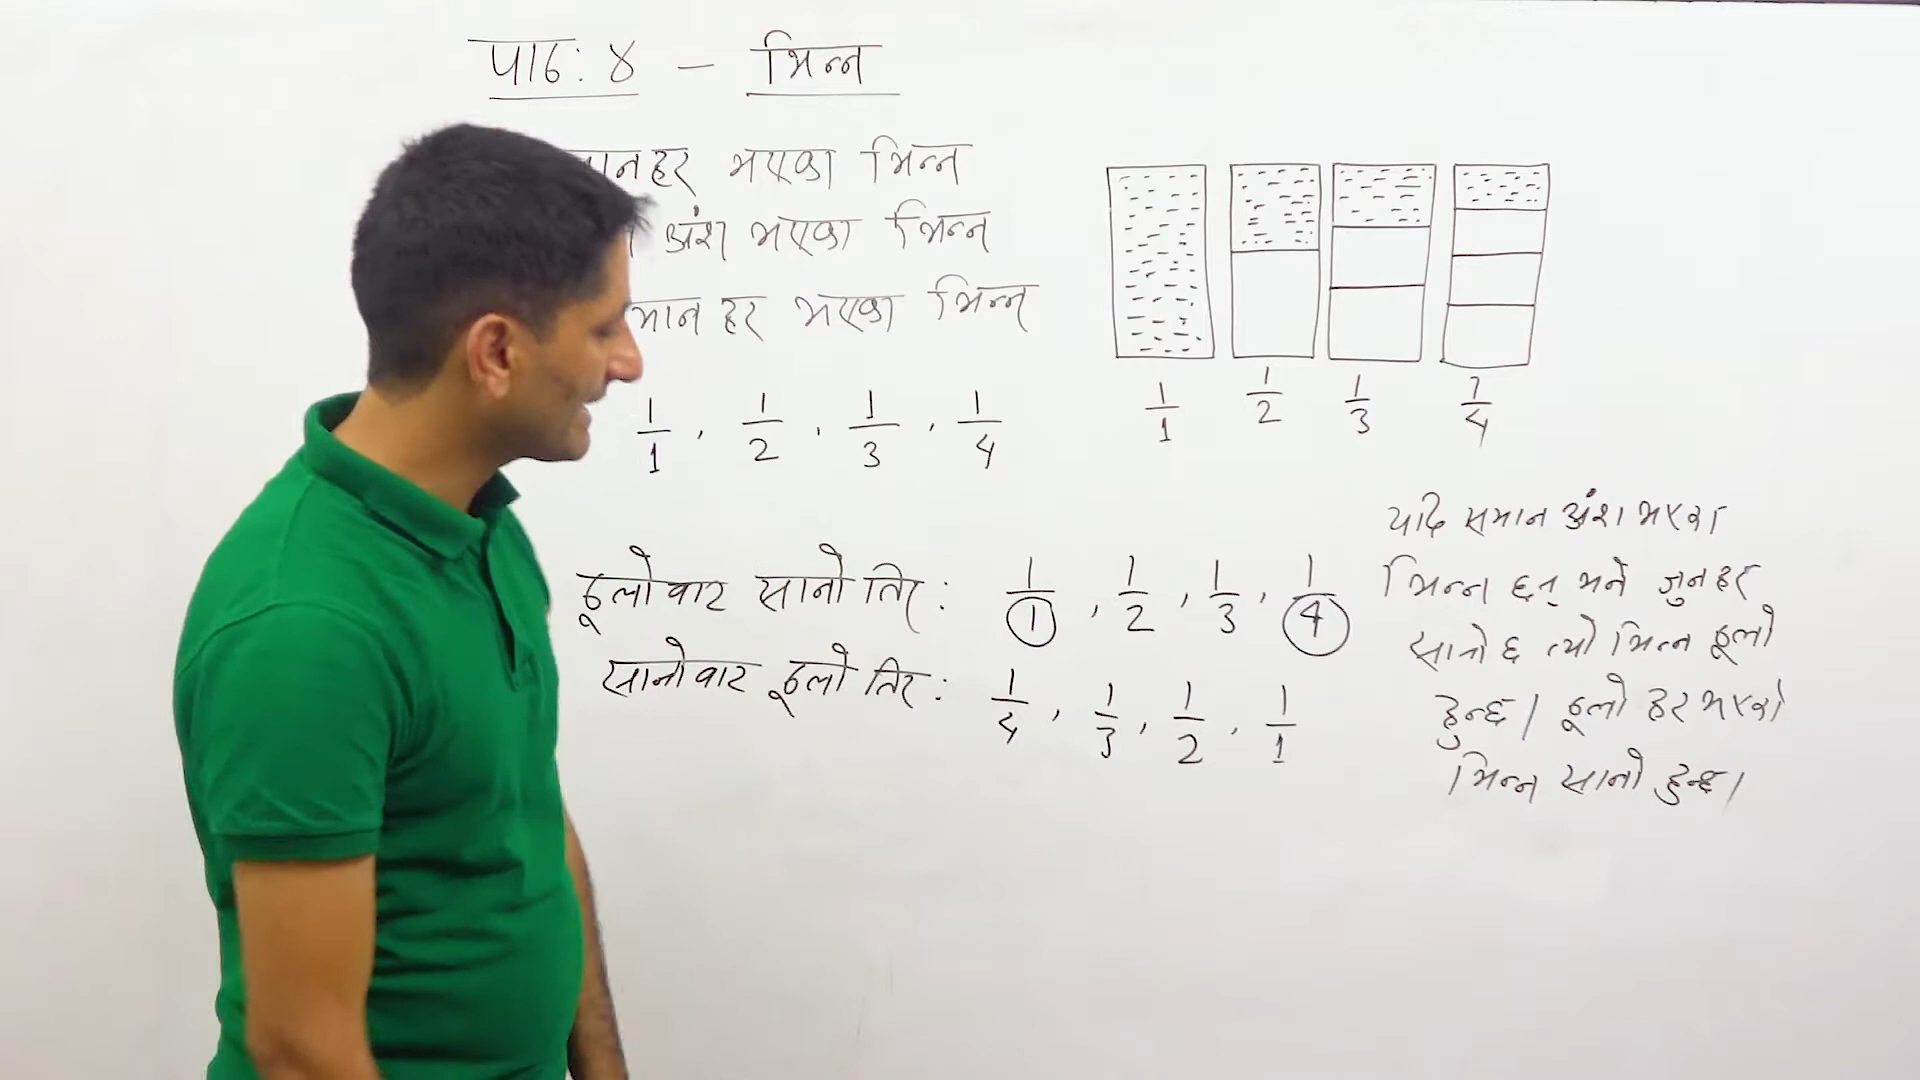 पाठ: ४ — भिन्न
मानहर भएका भिन्न
अंश भएका भिन्न
मान हर भएका भिन्न
1/1 , 1/2 , 1/3 , 1/4
1/1 1/2 1/3 1/4
ठूलोबाट सानो तिर: 1/1 , 1/2 , 1/3 , 1/4
सानोबाट ठूलो तिर: 1/4 , 1/3 , 1/2 , 1/1
यदि समान अंश भएका
भिन्न छन् भने जुन हर
सानो छ त्यो भिन्न ठूलो
हुन्छ। ठूलो हर भएको
भिन्न सानो हुन्छ।